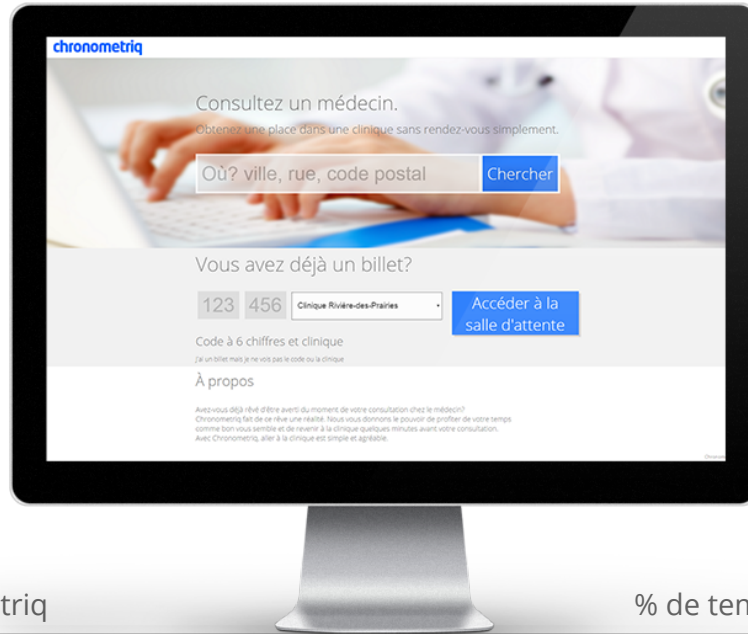 chronometriq
Consultez un médecin.
Obtenez une place dans une clinique sans rendez-vous simplement.
Où? ville, rue, code postal
Chercher
Vous avez déjà un billet?
123 456 Clinique Rivière-des-Prairies
Accéder à la
salle d'attente
Code à 6 chiffres et clinique
J'ai un billet mais je ne vois pas le code ou la clinique
À propos
Avez-vous déjà rêvé d'être averti du moment de votre consultation chez le médecin?
Chronometriq fait de ce rêve une réalité. Nous vous donnons le pouvoir de profiter de votre temps
comme bon vous semble et de revenir à la clinique quelques minutes avant votre consultation.
Avec Chronometriq, aller à la clinique est simple et agréable.
triq
% de tem